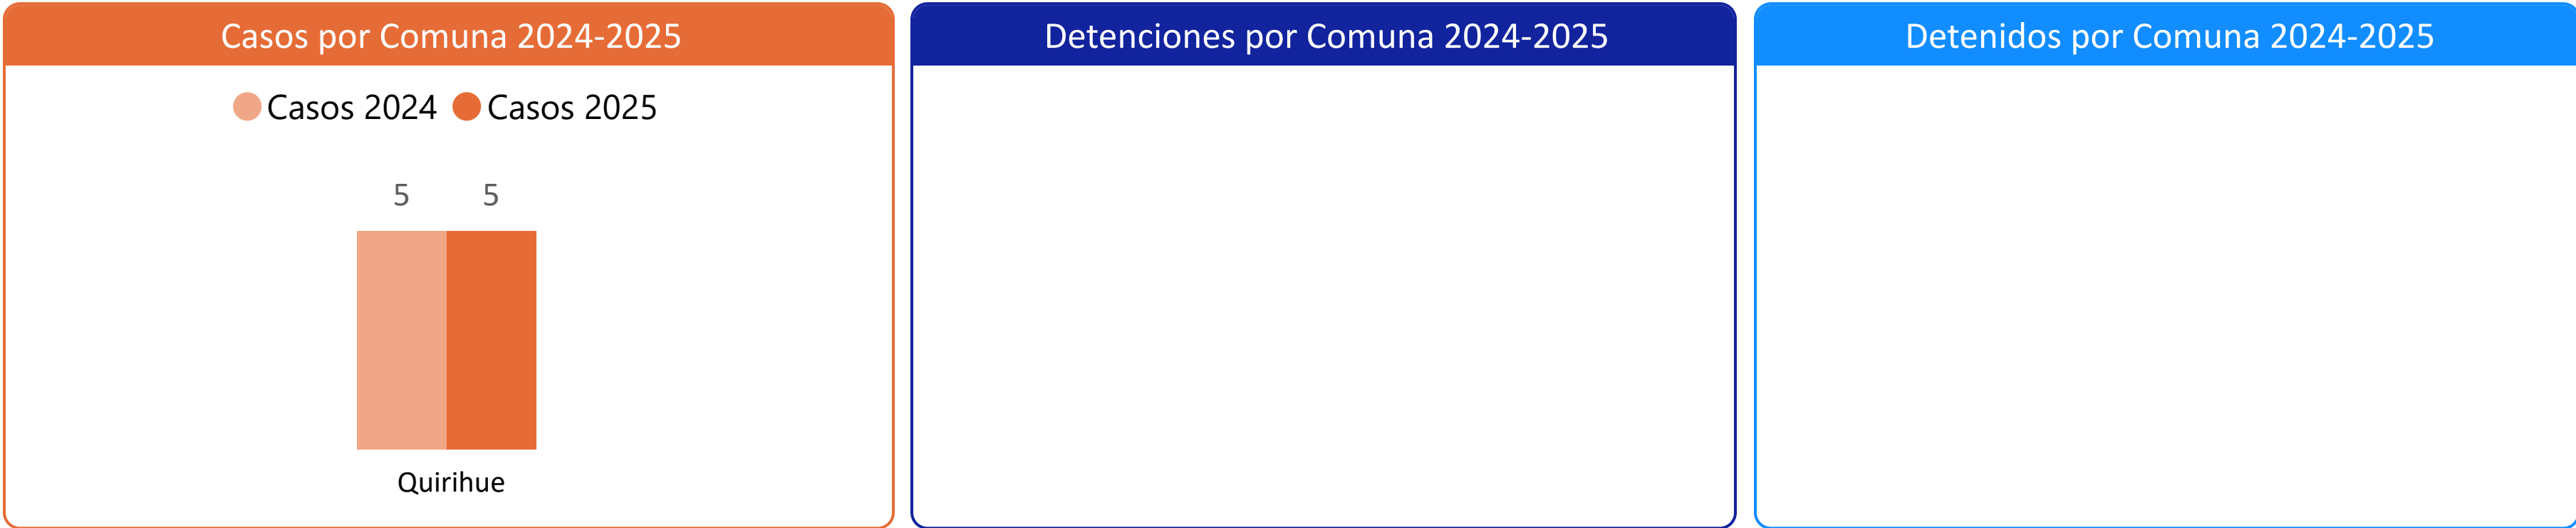 Casos por Comuna 2024-2025
Casos 2024 Casos 2025
5 5
Quirihue
Detenciones por Comuna 2024-2025
Detenidos por Comuna 2024-2025